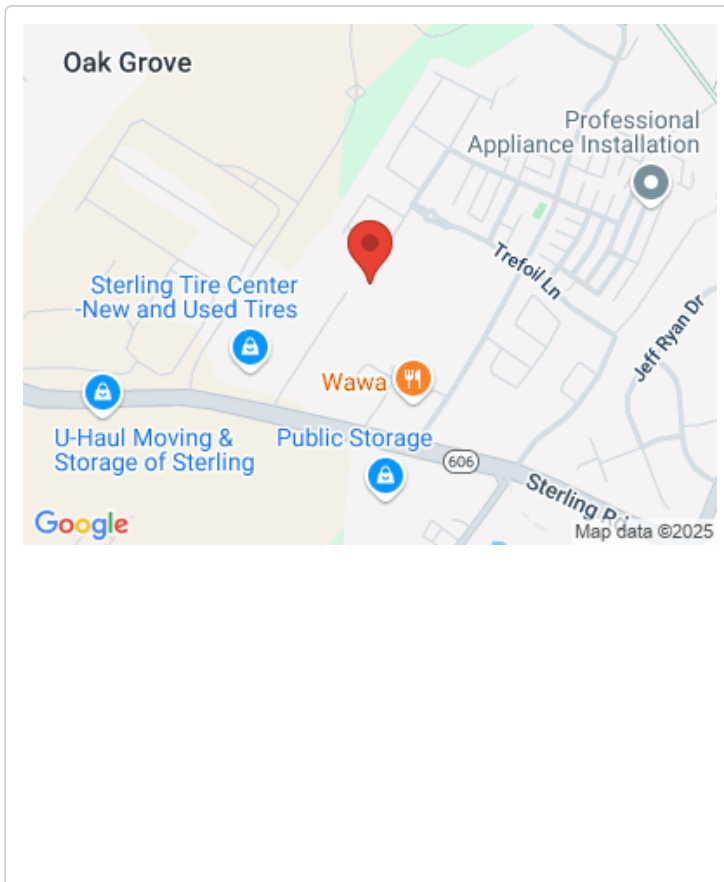 Oak Grove
Professional
Appliance Installation
Trefoil Ln
Sterling Tire Center
-New and Used Tires
Jeff Ryan Dr
Wawa
U-Haul Moving &
Storage of Sterling
Public Storage
606
Sterling Rd
Google
Map data ©2025